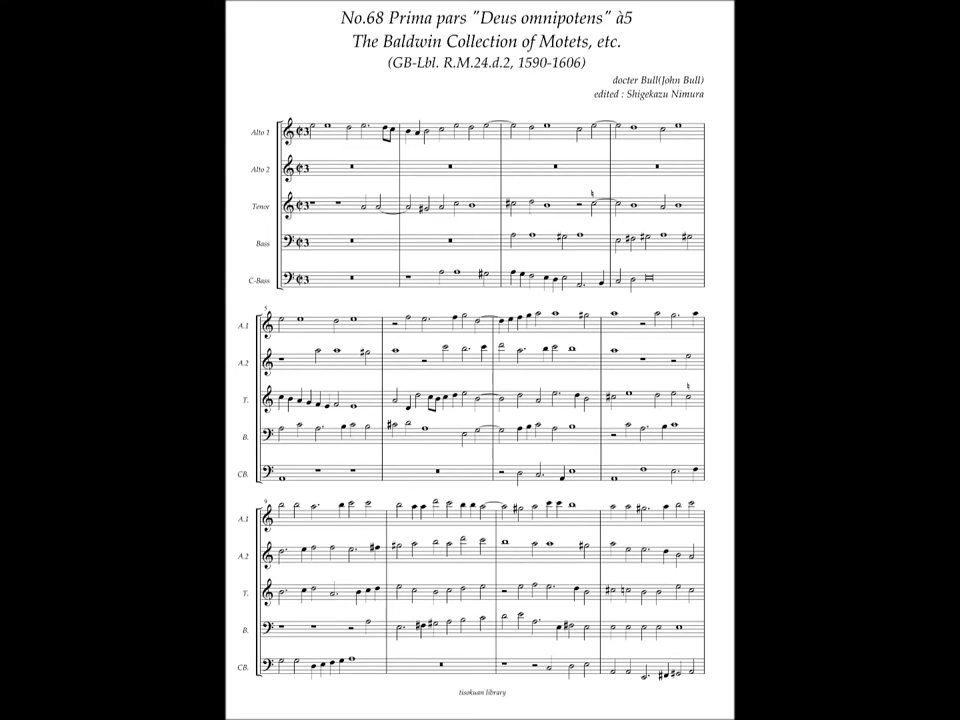 No.68 Prima pars "Deus omnipotens" à5
The Baldwin Collection of Motets, etc.
(GB-Lbl. R.M.24.d.2, 1590-1606)
docter Bull(John Bull)
edited : Shigekazu Nimura
Alto 1
Alto 2
Tenor
Bass
C-Bass
5
A.1
A.2
T.
B.
CB.
9
A.1
A.2
T.
B.
CB.
tisokuan library